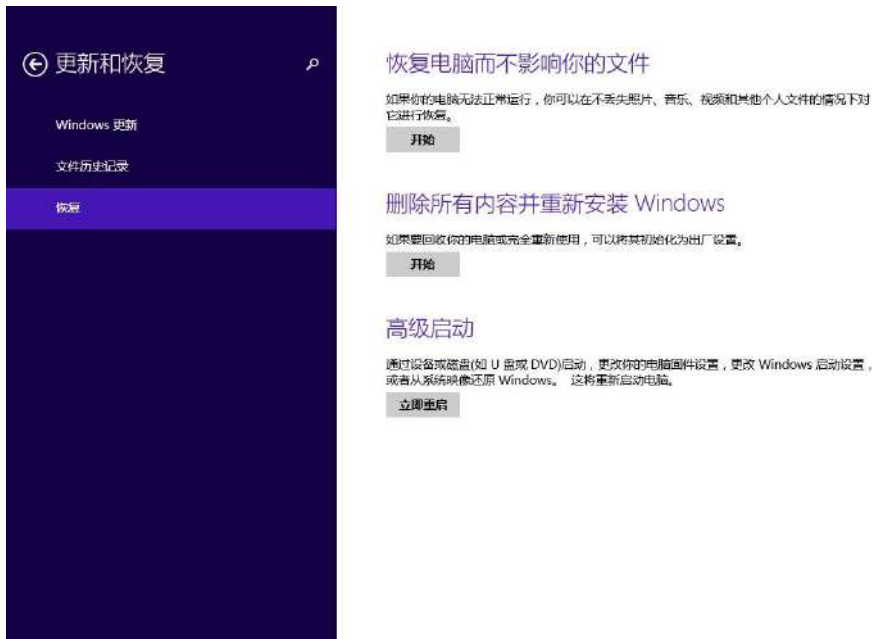 更新和恢复
Windows 更新
文件历史记录
恢复
恢复电脑而不影响你的文件
如果你的电脑无法正常运行，你可以在不丢失照片、音乐、视频和其他个人文件的情况下对
它进行恢复。
开始
删除所有内容并重新安装 Windows
如果要回收你的电脑或完全重新使用，可以将其初始化为出厂设置。
开始
高级启动
通过设备或磁盘(如 U 盘或 DVD)启动，更改你的电脑固件设置，更改 Windows 启动设置，
或者从系统映像还原 Windows。 这将重新启动电脑。
立即重启